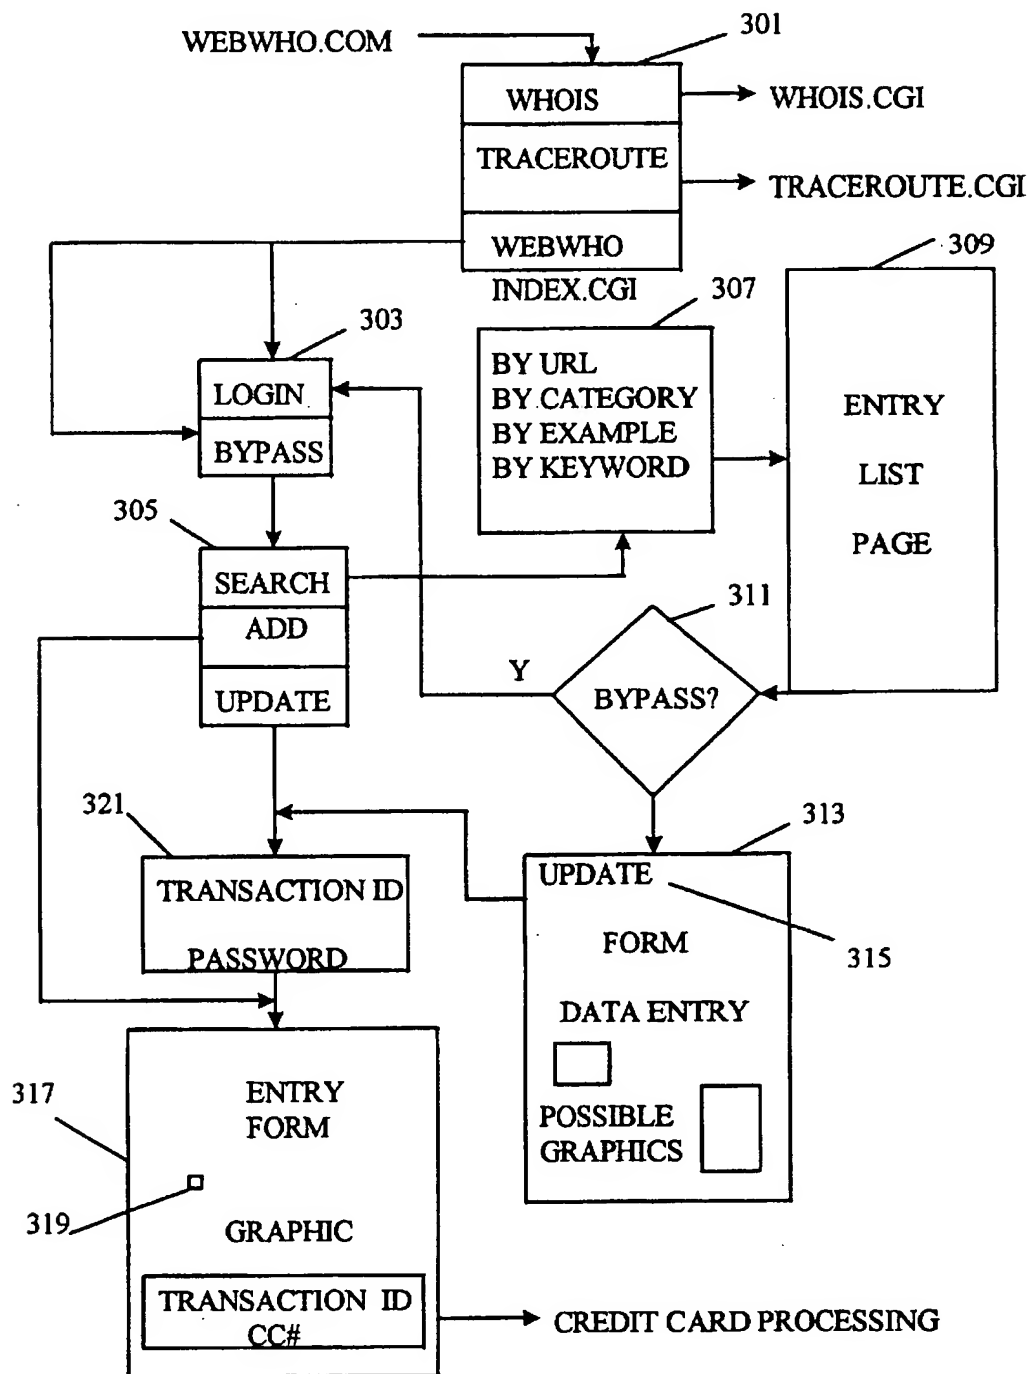 301
WEBWHO.COM
WHOIS
WHOIS.CGI
TRACEROUTE
TRACEROUTE.CGI
WEBWHO
INDEX.CGI
309
307
303
BY URL
BY CATEGORY
BY EXAMPLE
BY KEYWORD
LOGIN
BYPASS
ENTRY
LIST
PAGE
305
SEARCH
ADD
UPDATE
311
Y
BYPASS?
321
TRANSACTION ID
PASSWORD
313
UPDATE
315
FORM
DATA ENTRY
POSSIBLE
GRAPHICS
317
ENTRY
FORM
319
GRAPHIC
TRANSACTION ID
CC#
CREDIT CARD PROCESSING